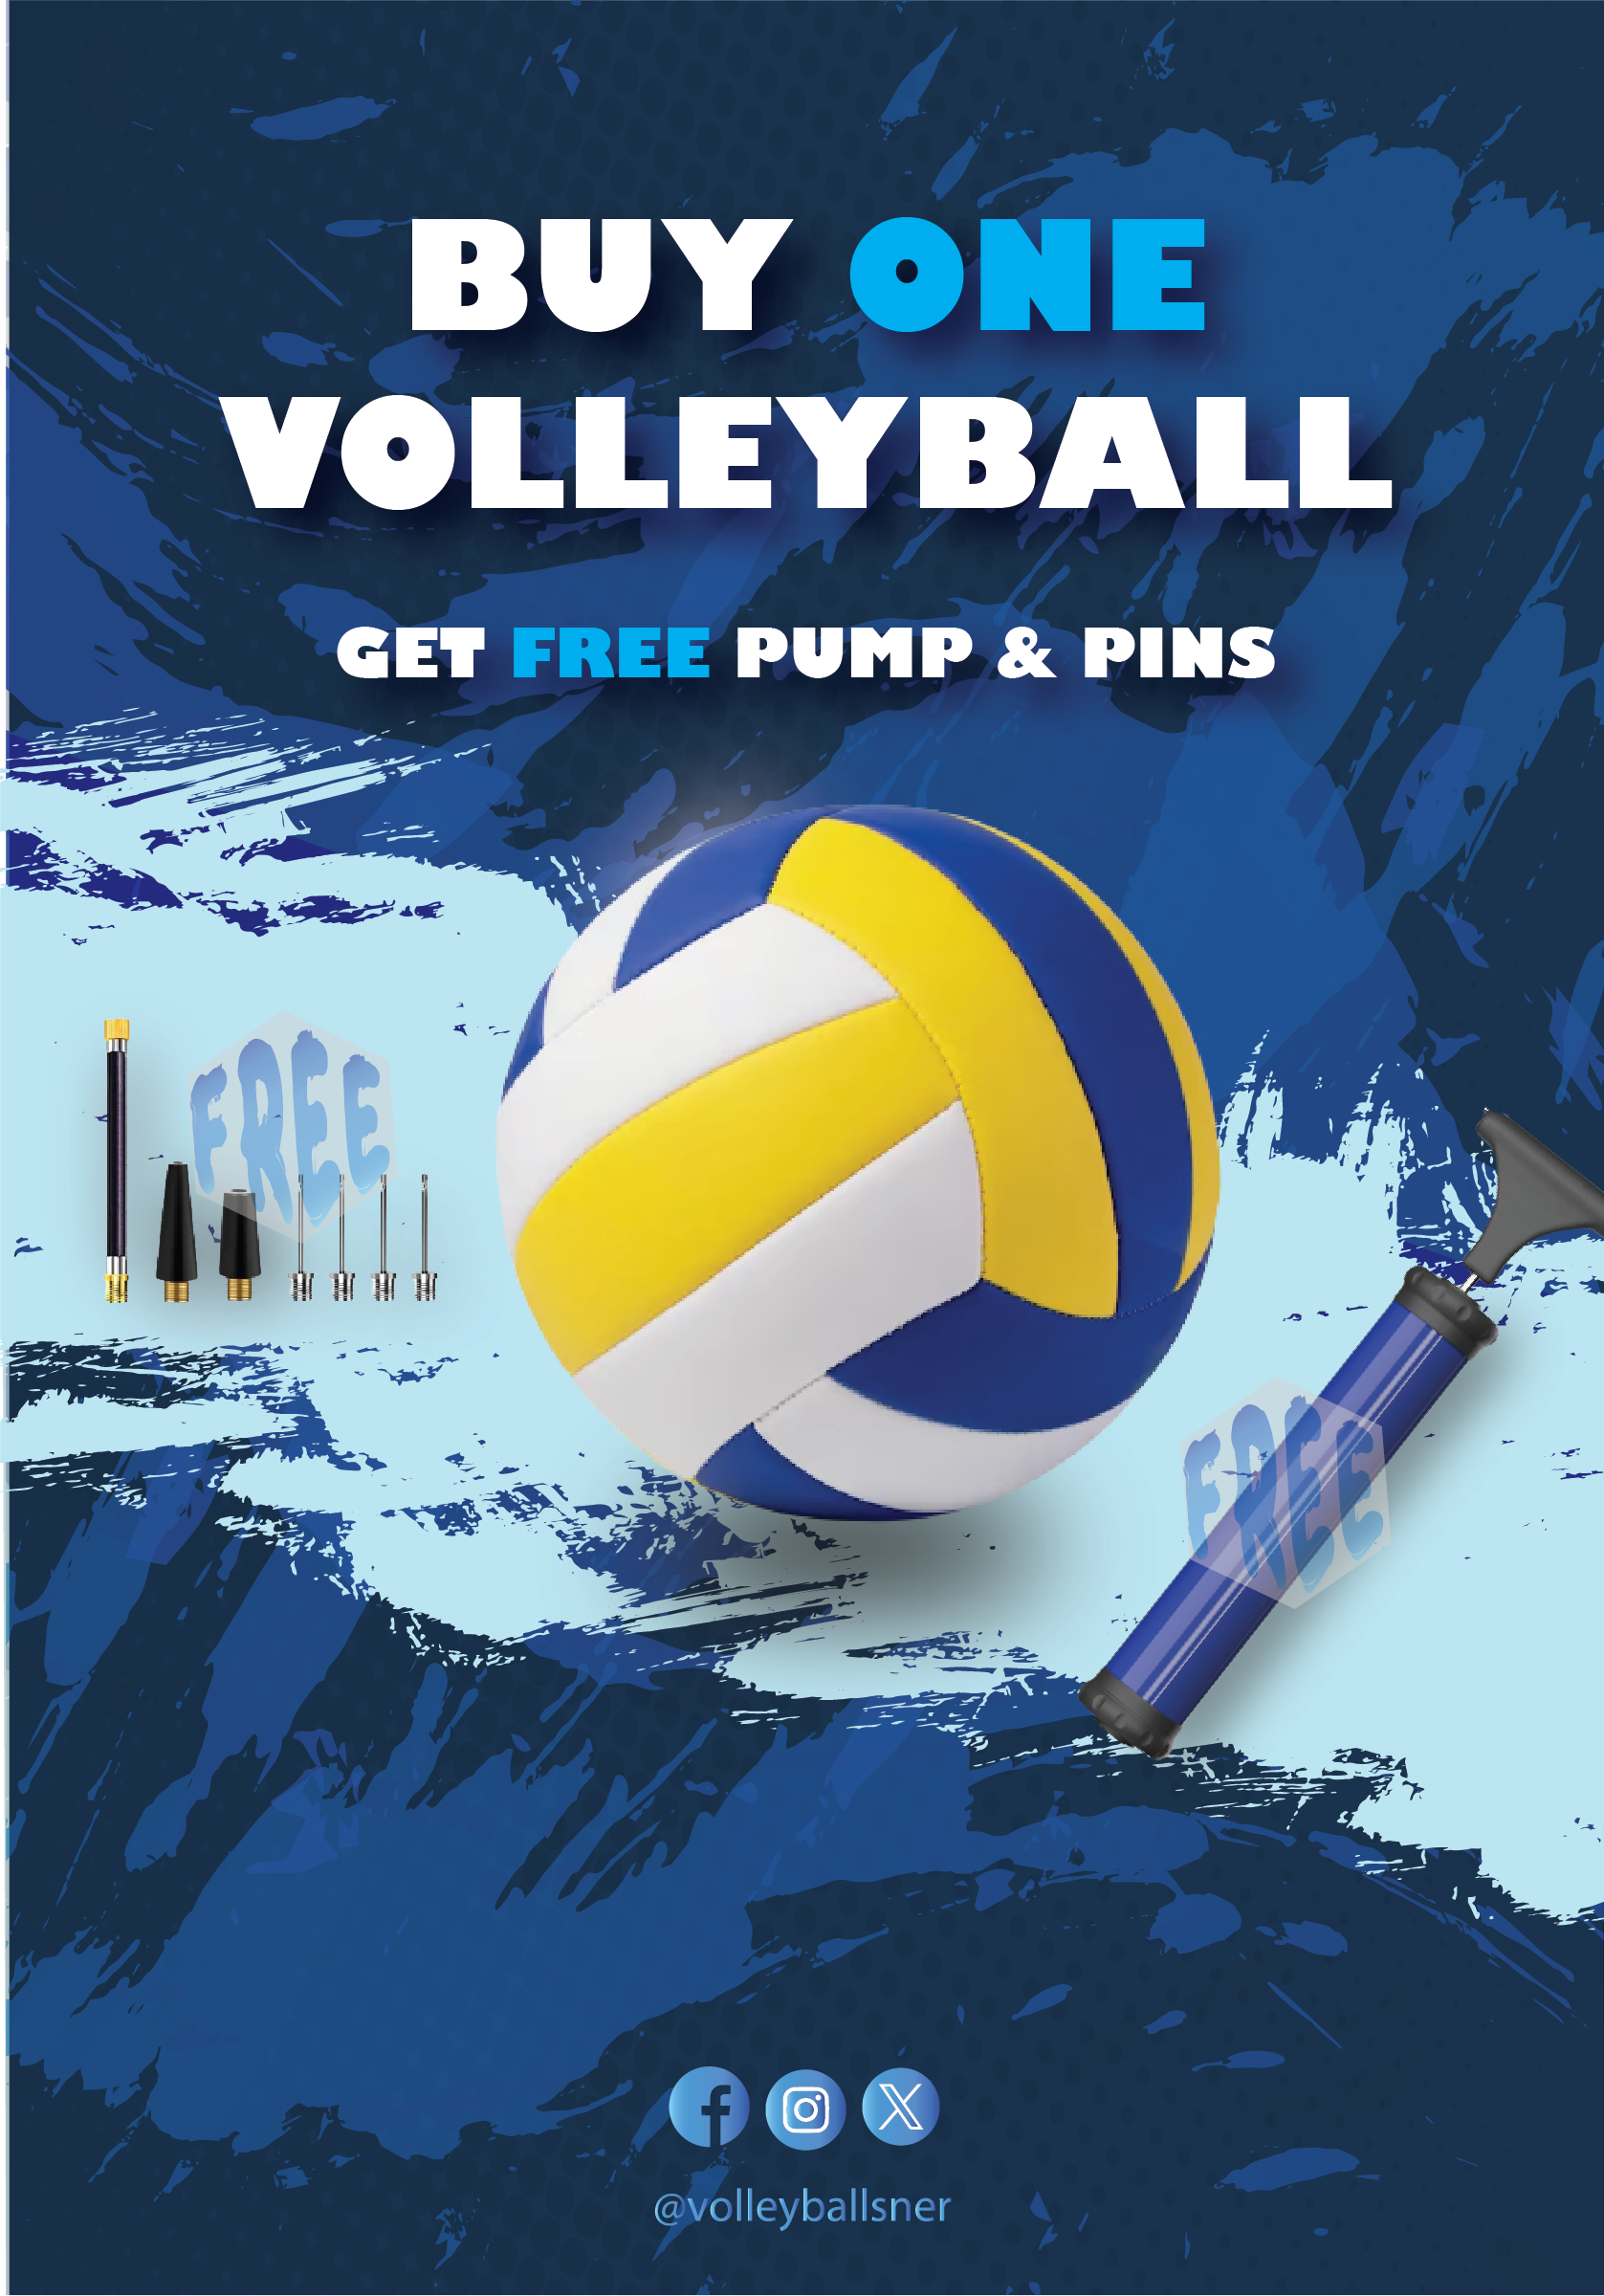 BUY ONE
VOLLEYBALL
GET FREE PUMP & PINS
FREE
FREE
@volleyballsner